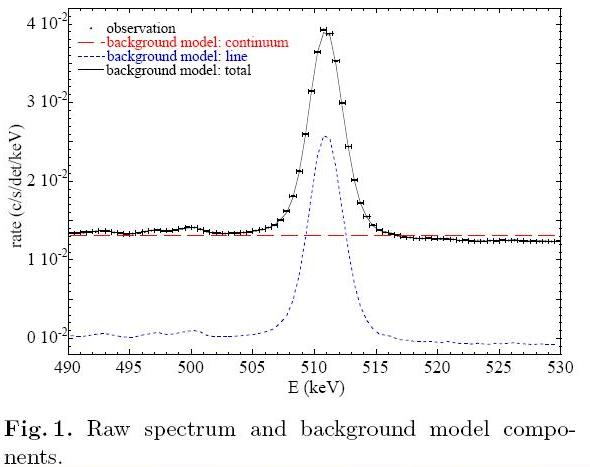 4 10-2
3 10-2
2 10-2
1 10-2
0 10-2
rate (c/s/det/keV)
observation
background model: continuum
background model: line
background model: total
490 495 500 505 510 515 520 525 530
E (keV)
Fig. 1. Raw spectrum and background model compo-
nents.